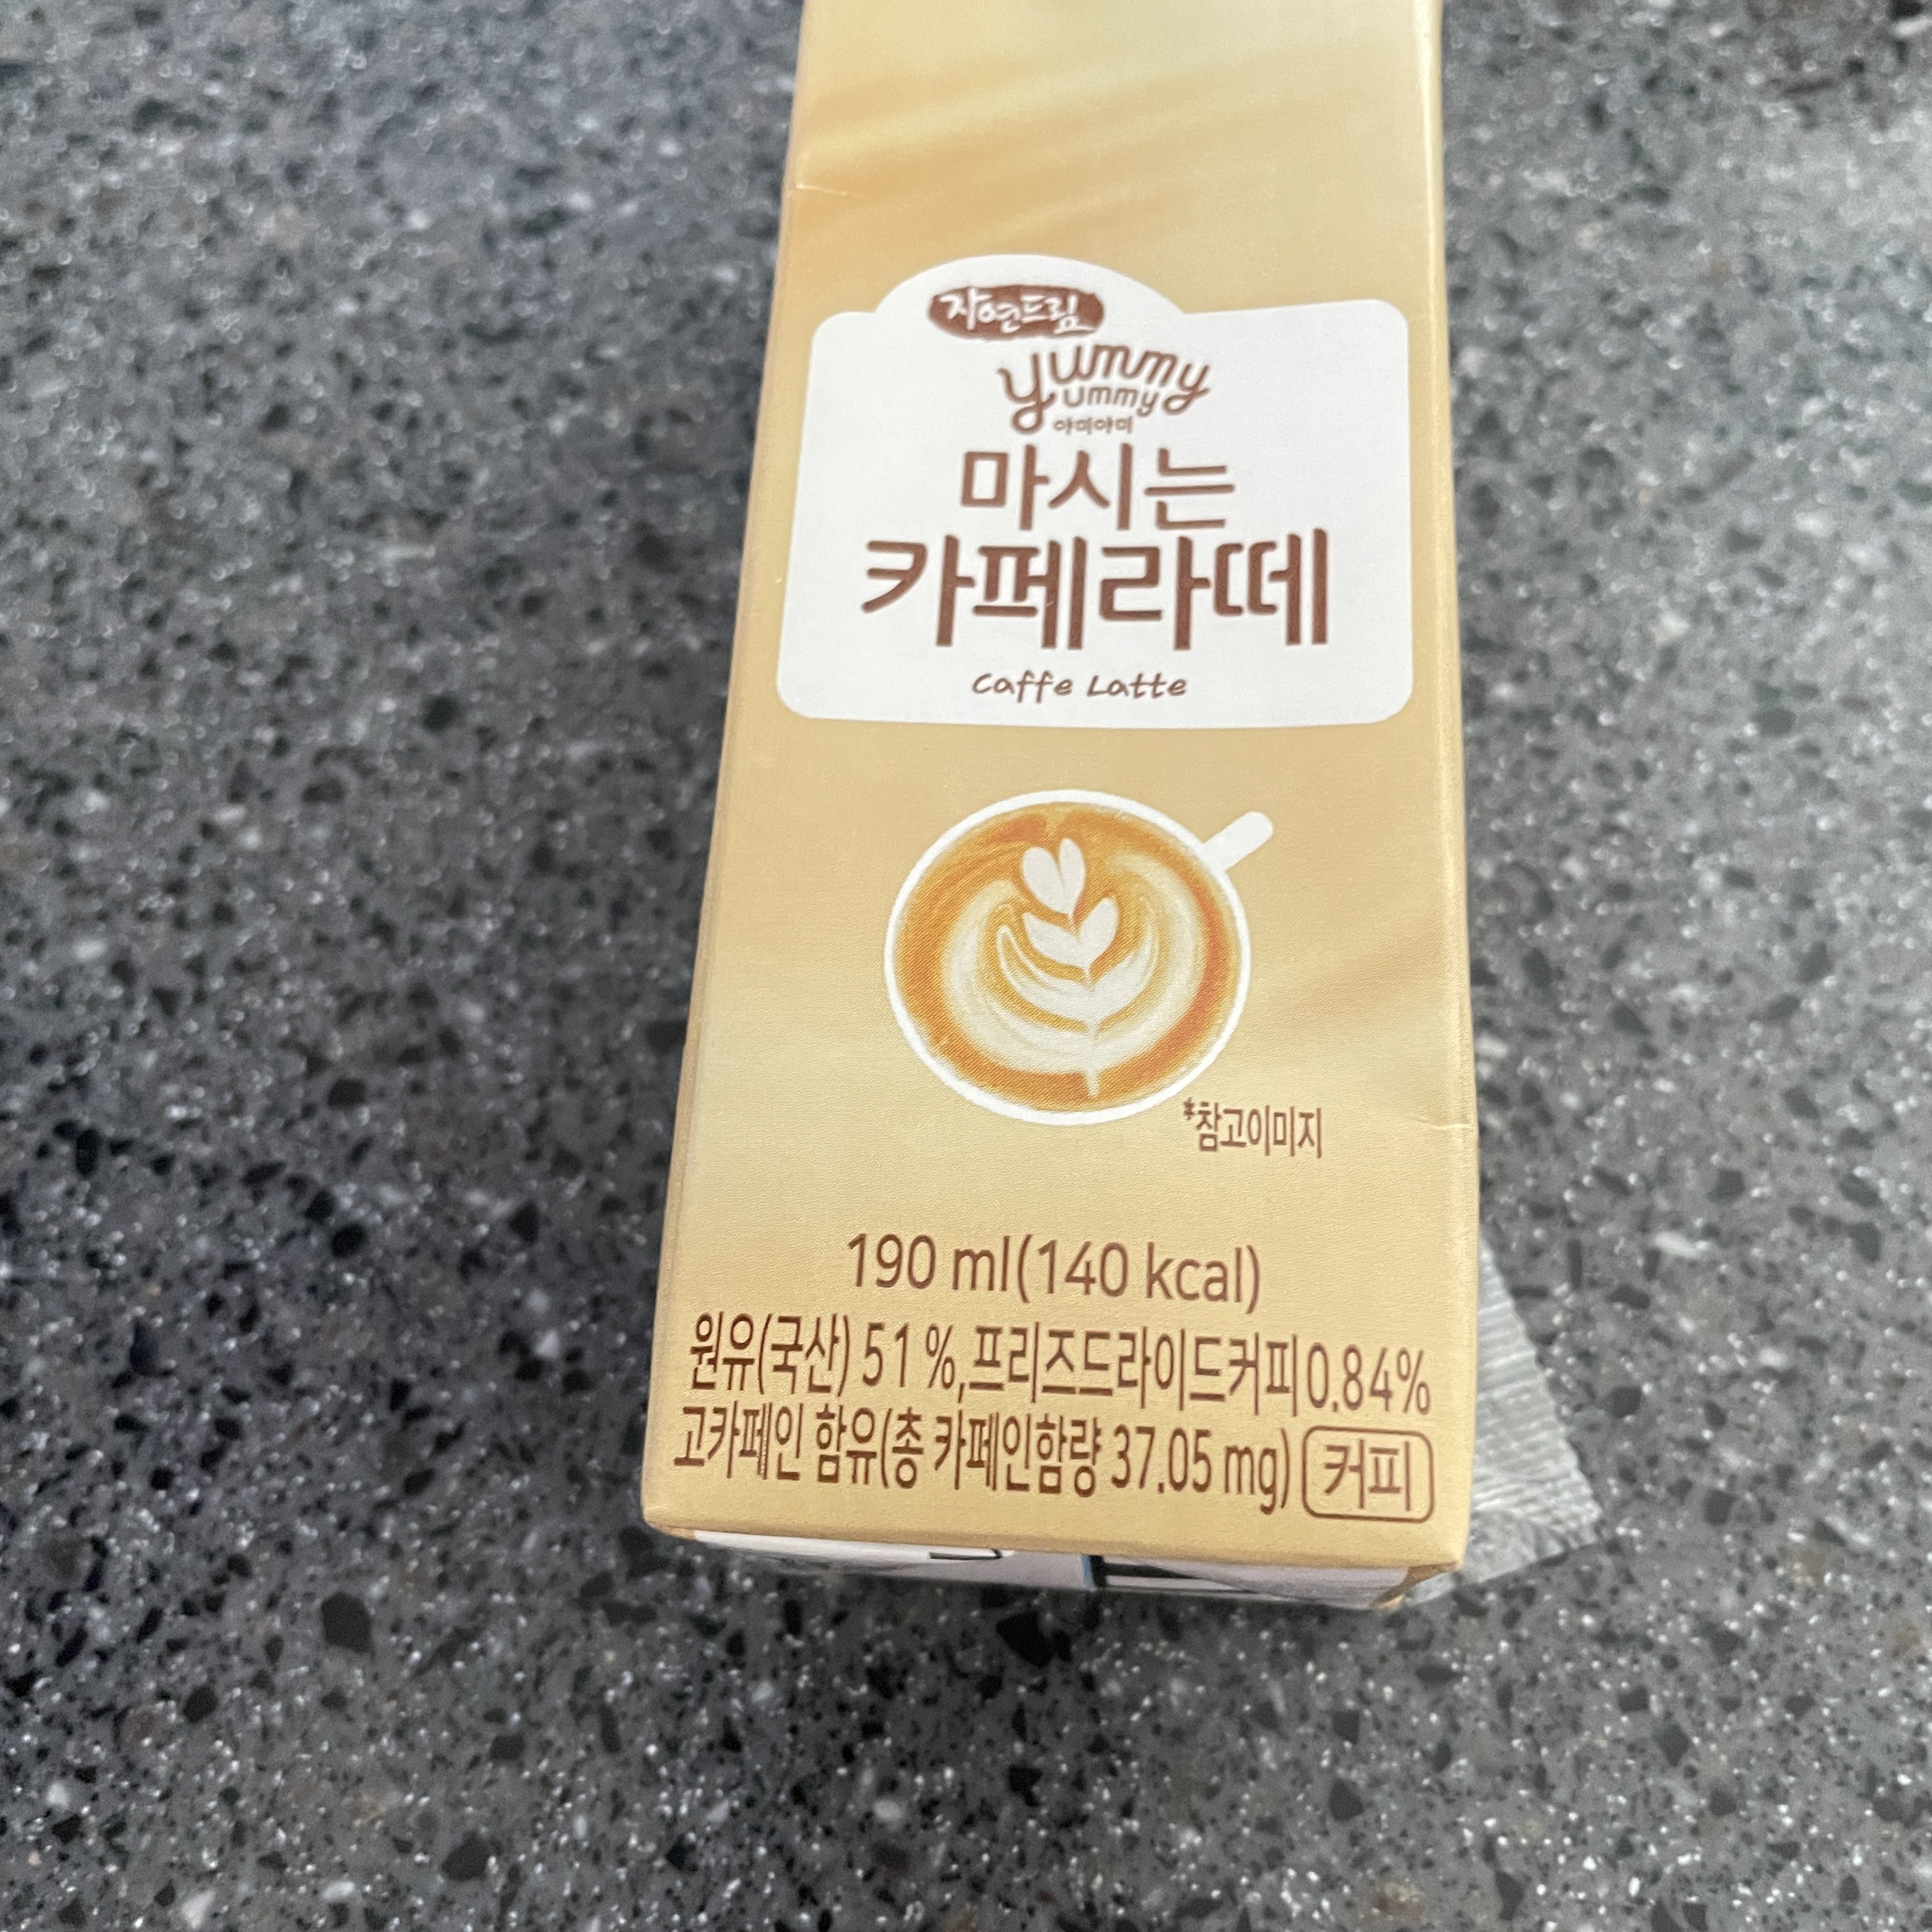 자연드림
yummy
yummy
야미야미
마시는
카페라떼
Caffe Latte
*참고이미지
190 ml(140 kcal)
원유(국산) 51 %,프리즈드라이드커피0.84%
고카페인 함유(총 카페인함량 37.05 mg) 커피